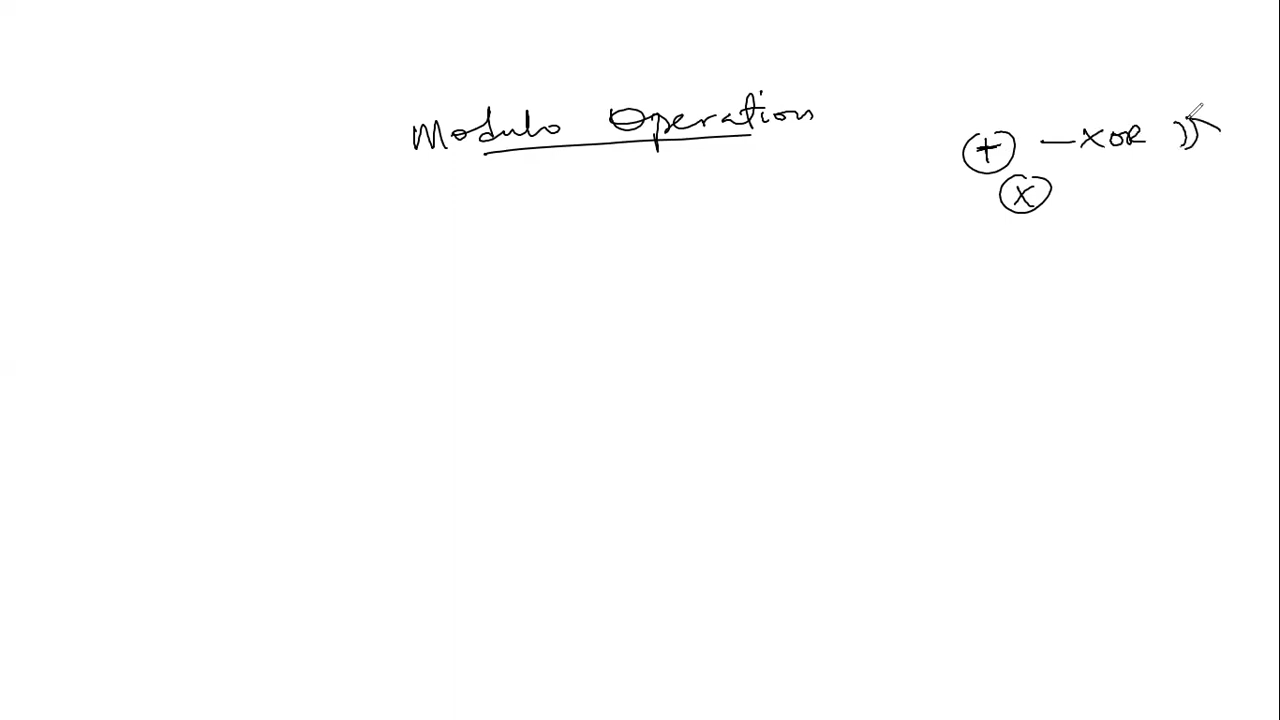 Modulo Operation
⊕ — XOR
⊗